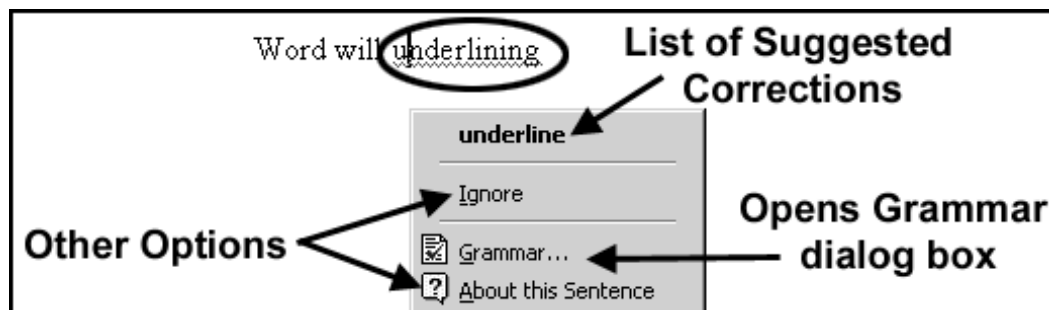 Word will underlining
List of Suggested
Corrections
underline
Ignore
Opens Grammar
dialog box
Other Options
Grammar...
About this Sentence